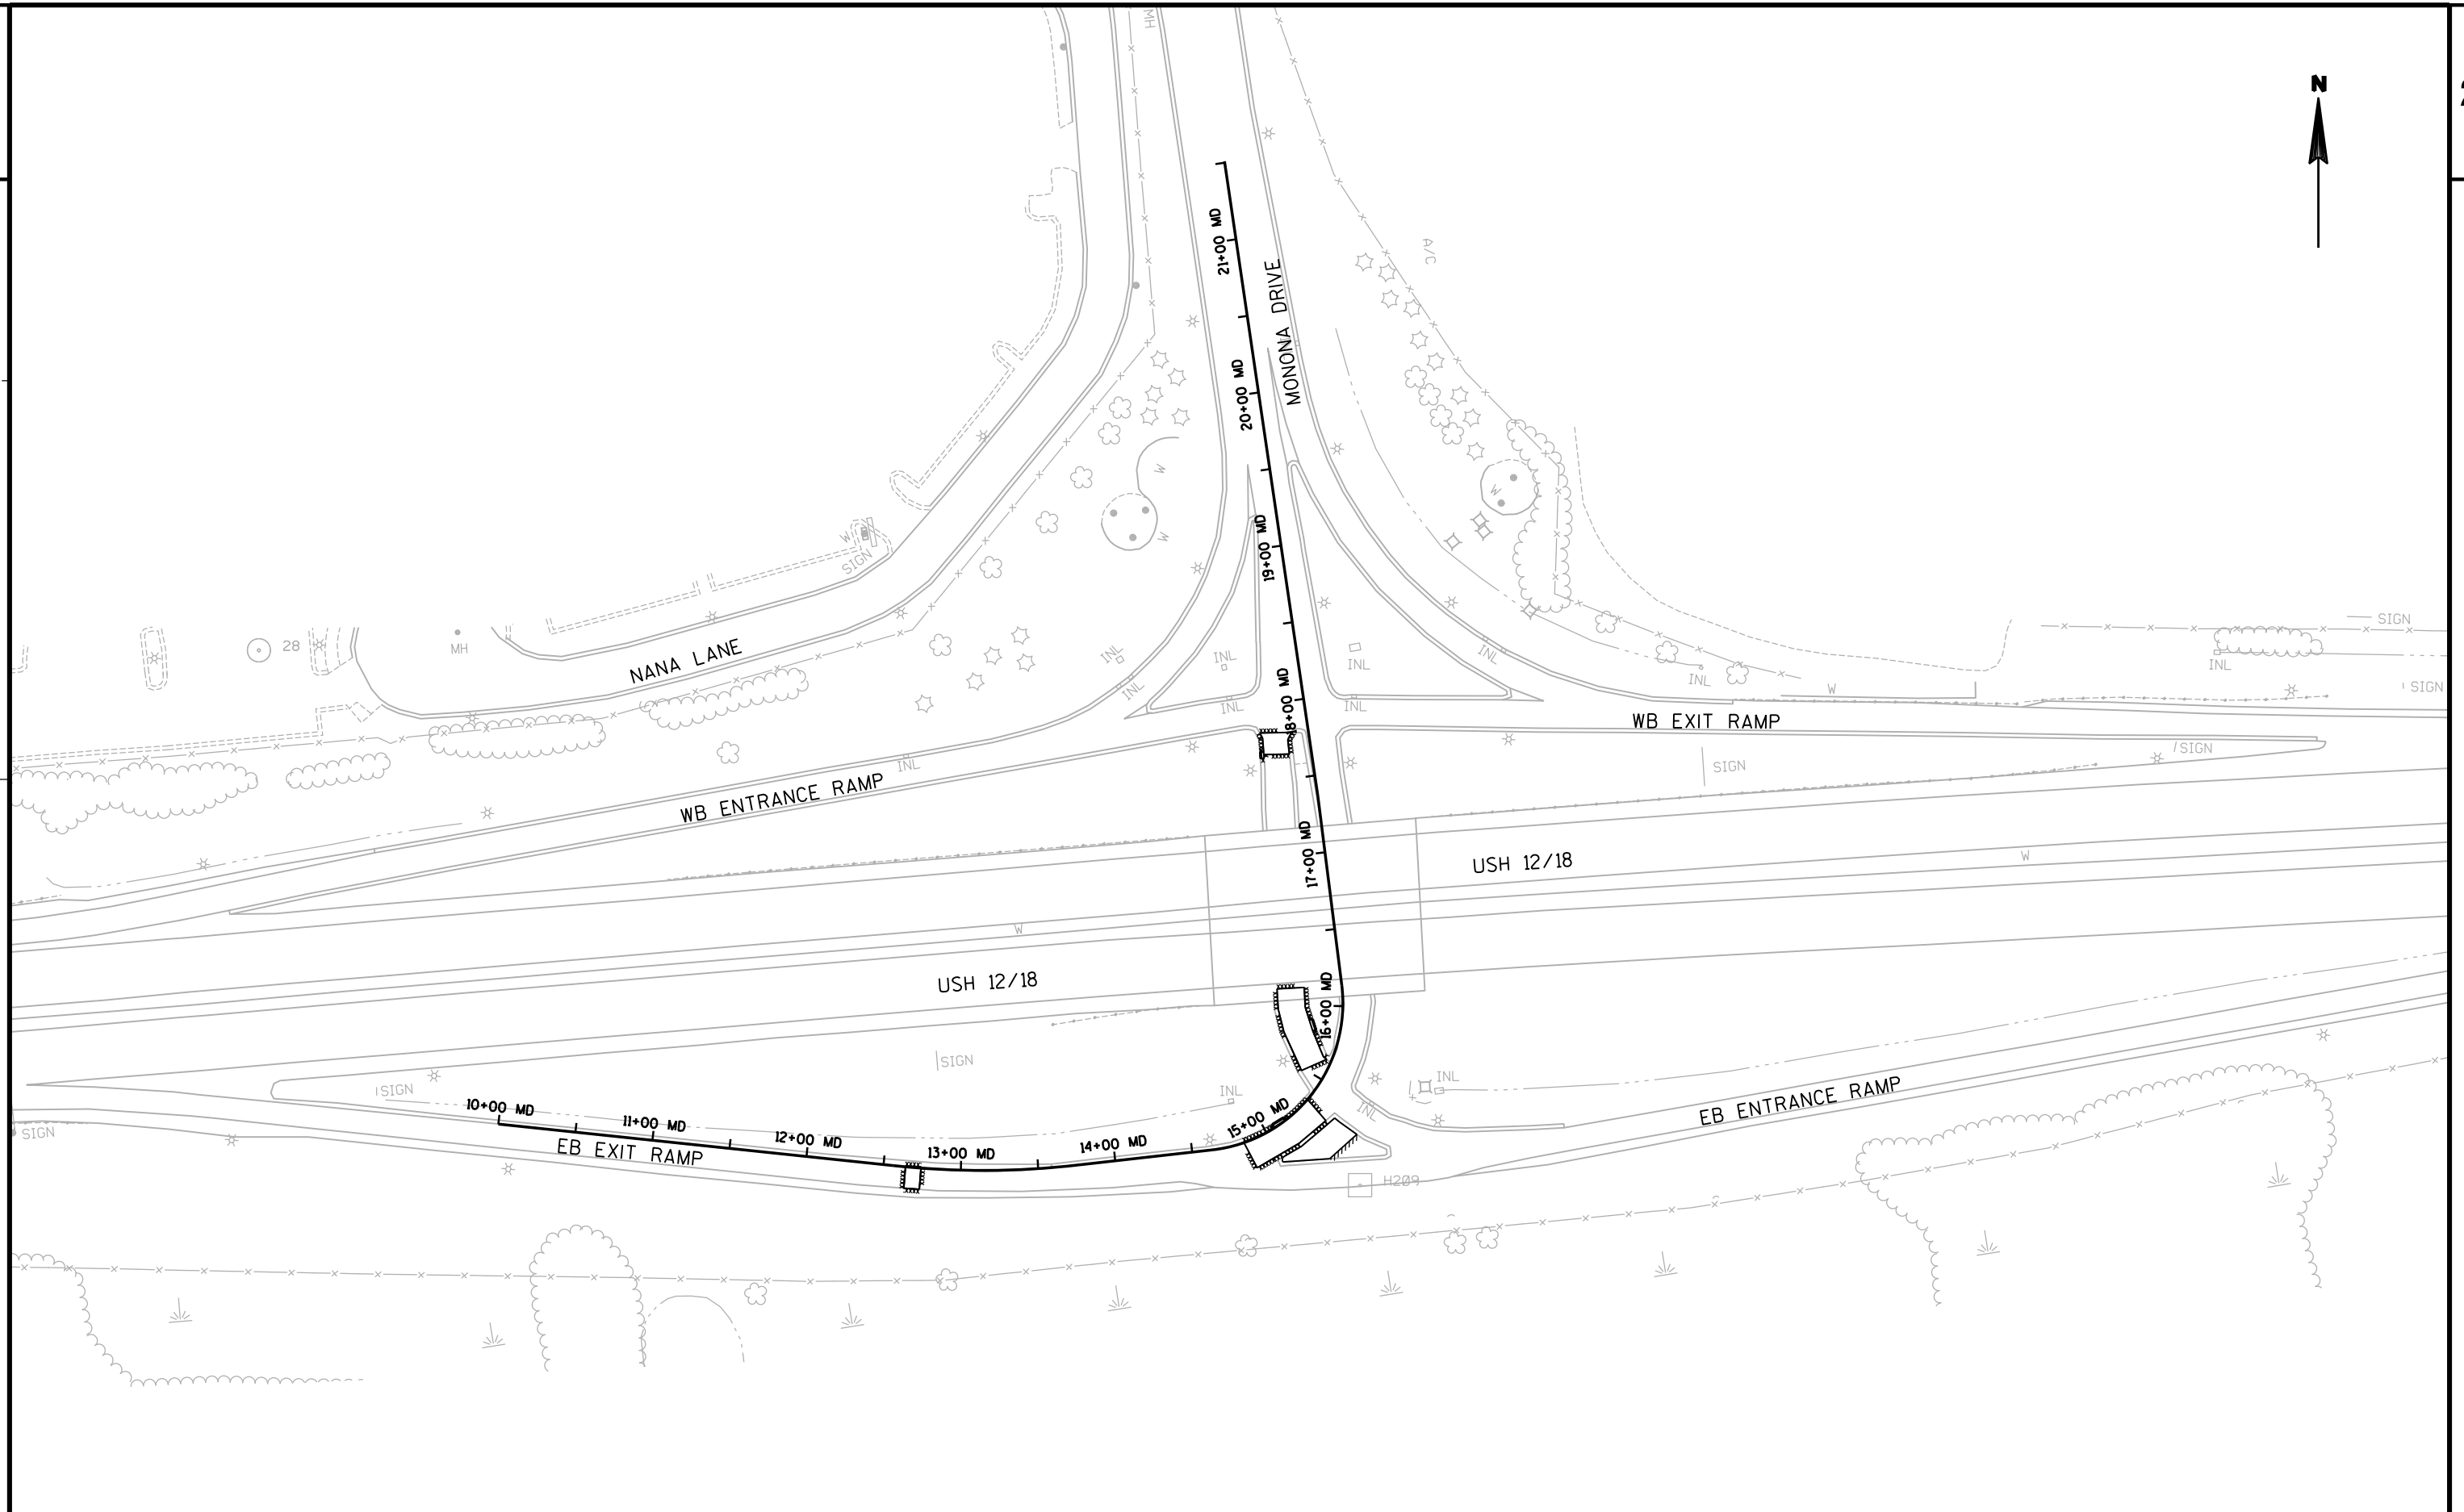 MH
N
2
21+00 MD
A/C
MONONA DRIVE
20+00 MD
W
W
W
19+00 MD
W
SIGN
SIGN
28
MH
NANA LANE
INL
INL
INL
INL
INL
INL
INL
INL
INL
SIGN
W
18+00 MD
WB EXIT RAMP
SIGN
SIGN
INL
WB ENTRANCE RAMP
17+00 MD
USH 12/18
W
W
USH 12/18
16+00 MD
SIGN
SIGN
INL
INL
INL
EB ENTRANCE RAMP
10+00 MD
11+00 MD
12+00 MD
13+00 MD
14+00 MD
15+00 MD
SIGN
EB EXIT RAMP
H209